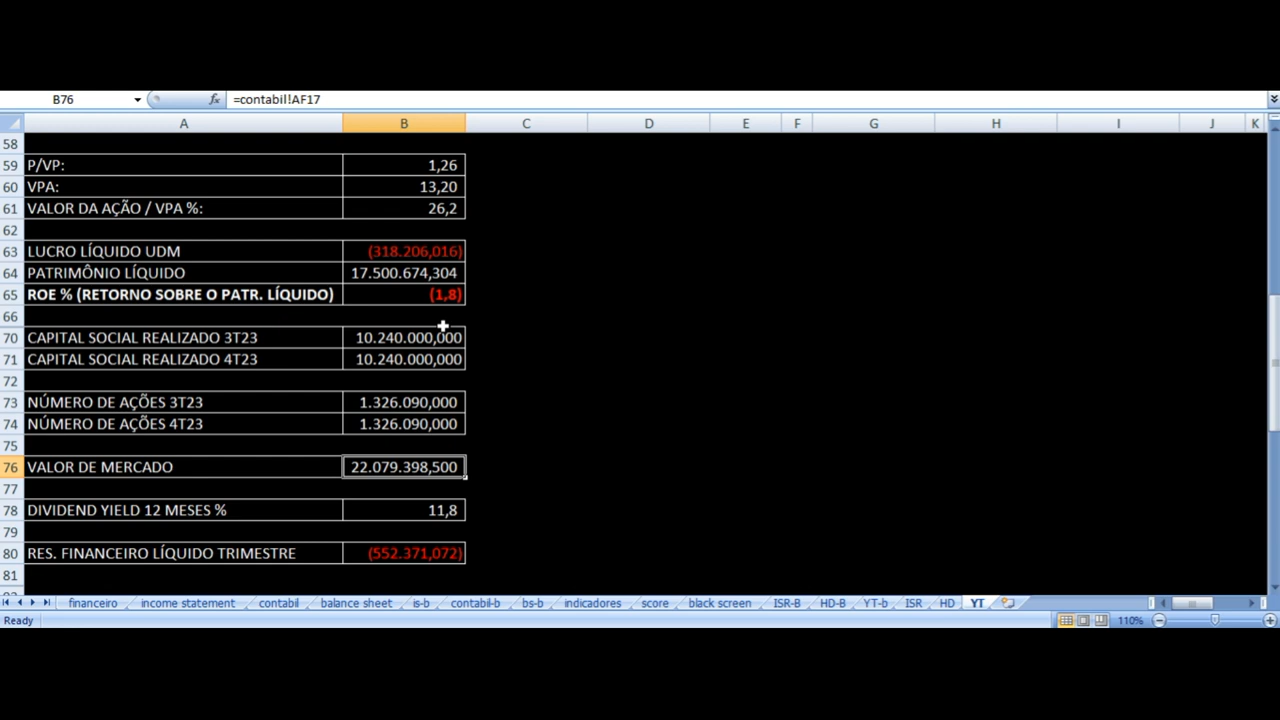 B76 fx =contabil!AF17
A B C D E F G H I J K
58
59 P/VP: 1,26
60 VPA: 13,20
61 VALOR DA AÇÃO / VPA %: 26,2
62
63 LUCRO LÍQUIDO UDM (318.206,016)
64 PATRIMÔNIO LÍQUIDO 17.500.674,304
65 ROE % (RETORNO SOBRE O PATR. LÍQUIDO) (1,8)
66
70 CAPITAL SOCIAL REALIZADO 3T23 10.240.000,000
71 CAPITAL SOCIAL REALIZADO 4T23 10.240.000,000
72
73 NÚMERO DE AÇÕES 3T23 1.326.090,000
74 NÚMERO DE AÇÕES 4T23 1.326.090,000
75
76 VALOR DE MERCADO 22.079.398,500
77
78 DIVIDEND YIELD 12 MESES % 11,8
79
80 RES. FINANCEIRO LÍQUIDO TRIMESTRE (552.371,072)
81
financeiro income statement contabil balance sheet is-b contabil-b bs-b indicadores score black screen ISR-B HD-B YT-b ISR HD YT
Ready 110%